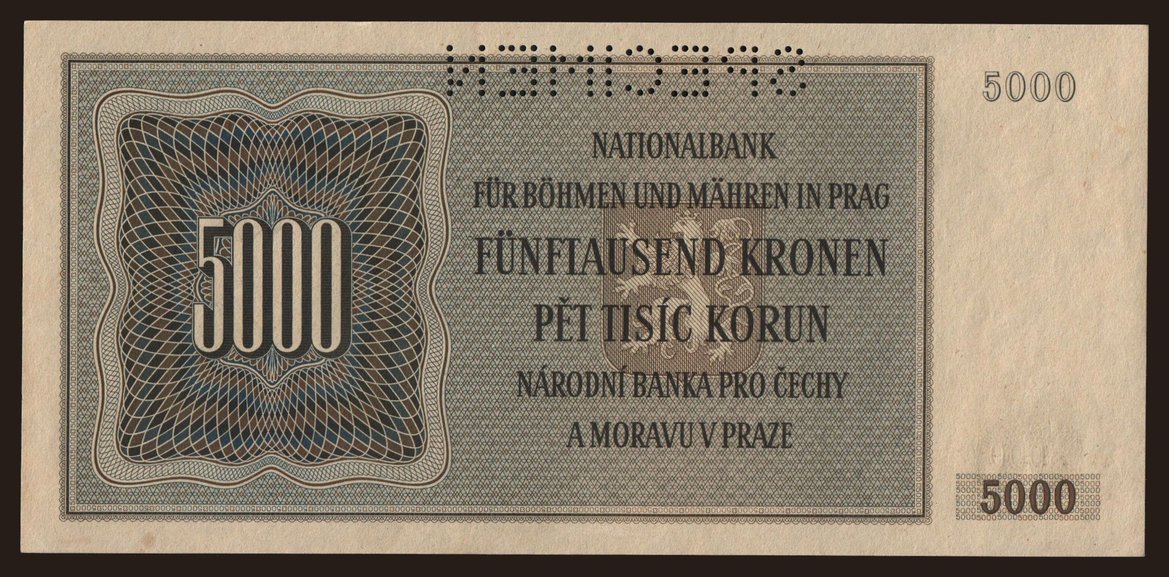 SPECIMEN
5000
NATIONALBANK
FÜR BÖHMEN UND MÄHREN IN PRAG
5000
FÜNFTAUSEND KRONEN
PĚT TISÍC KORUN
NÁRODNÍ BANKA PRO ČECHY
A MORAVU V PRAZE
5000